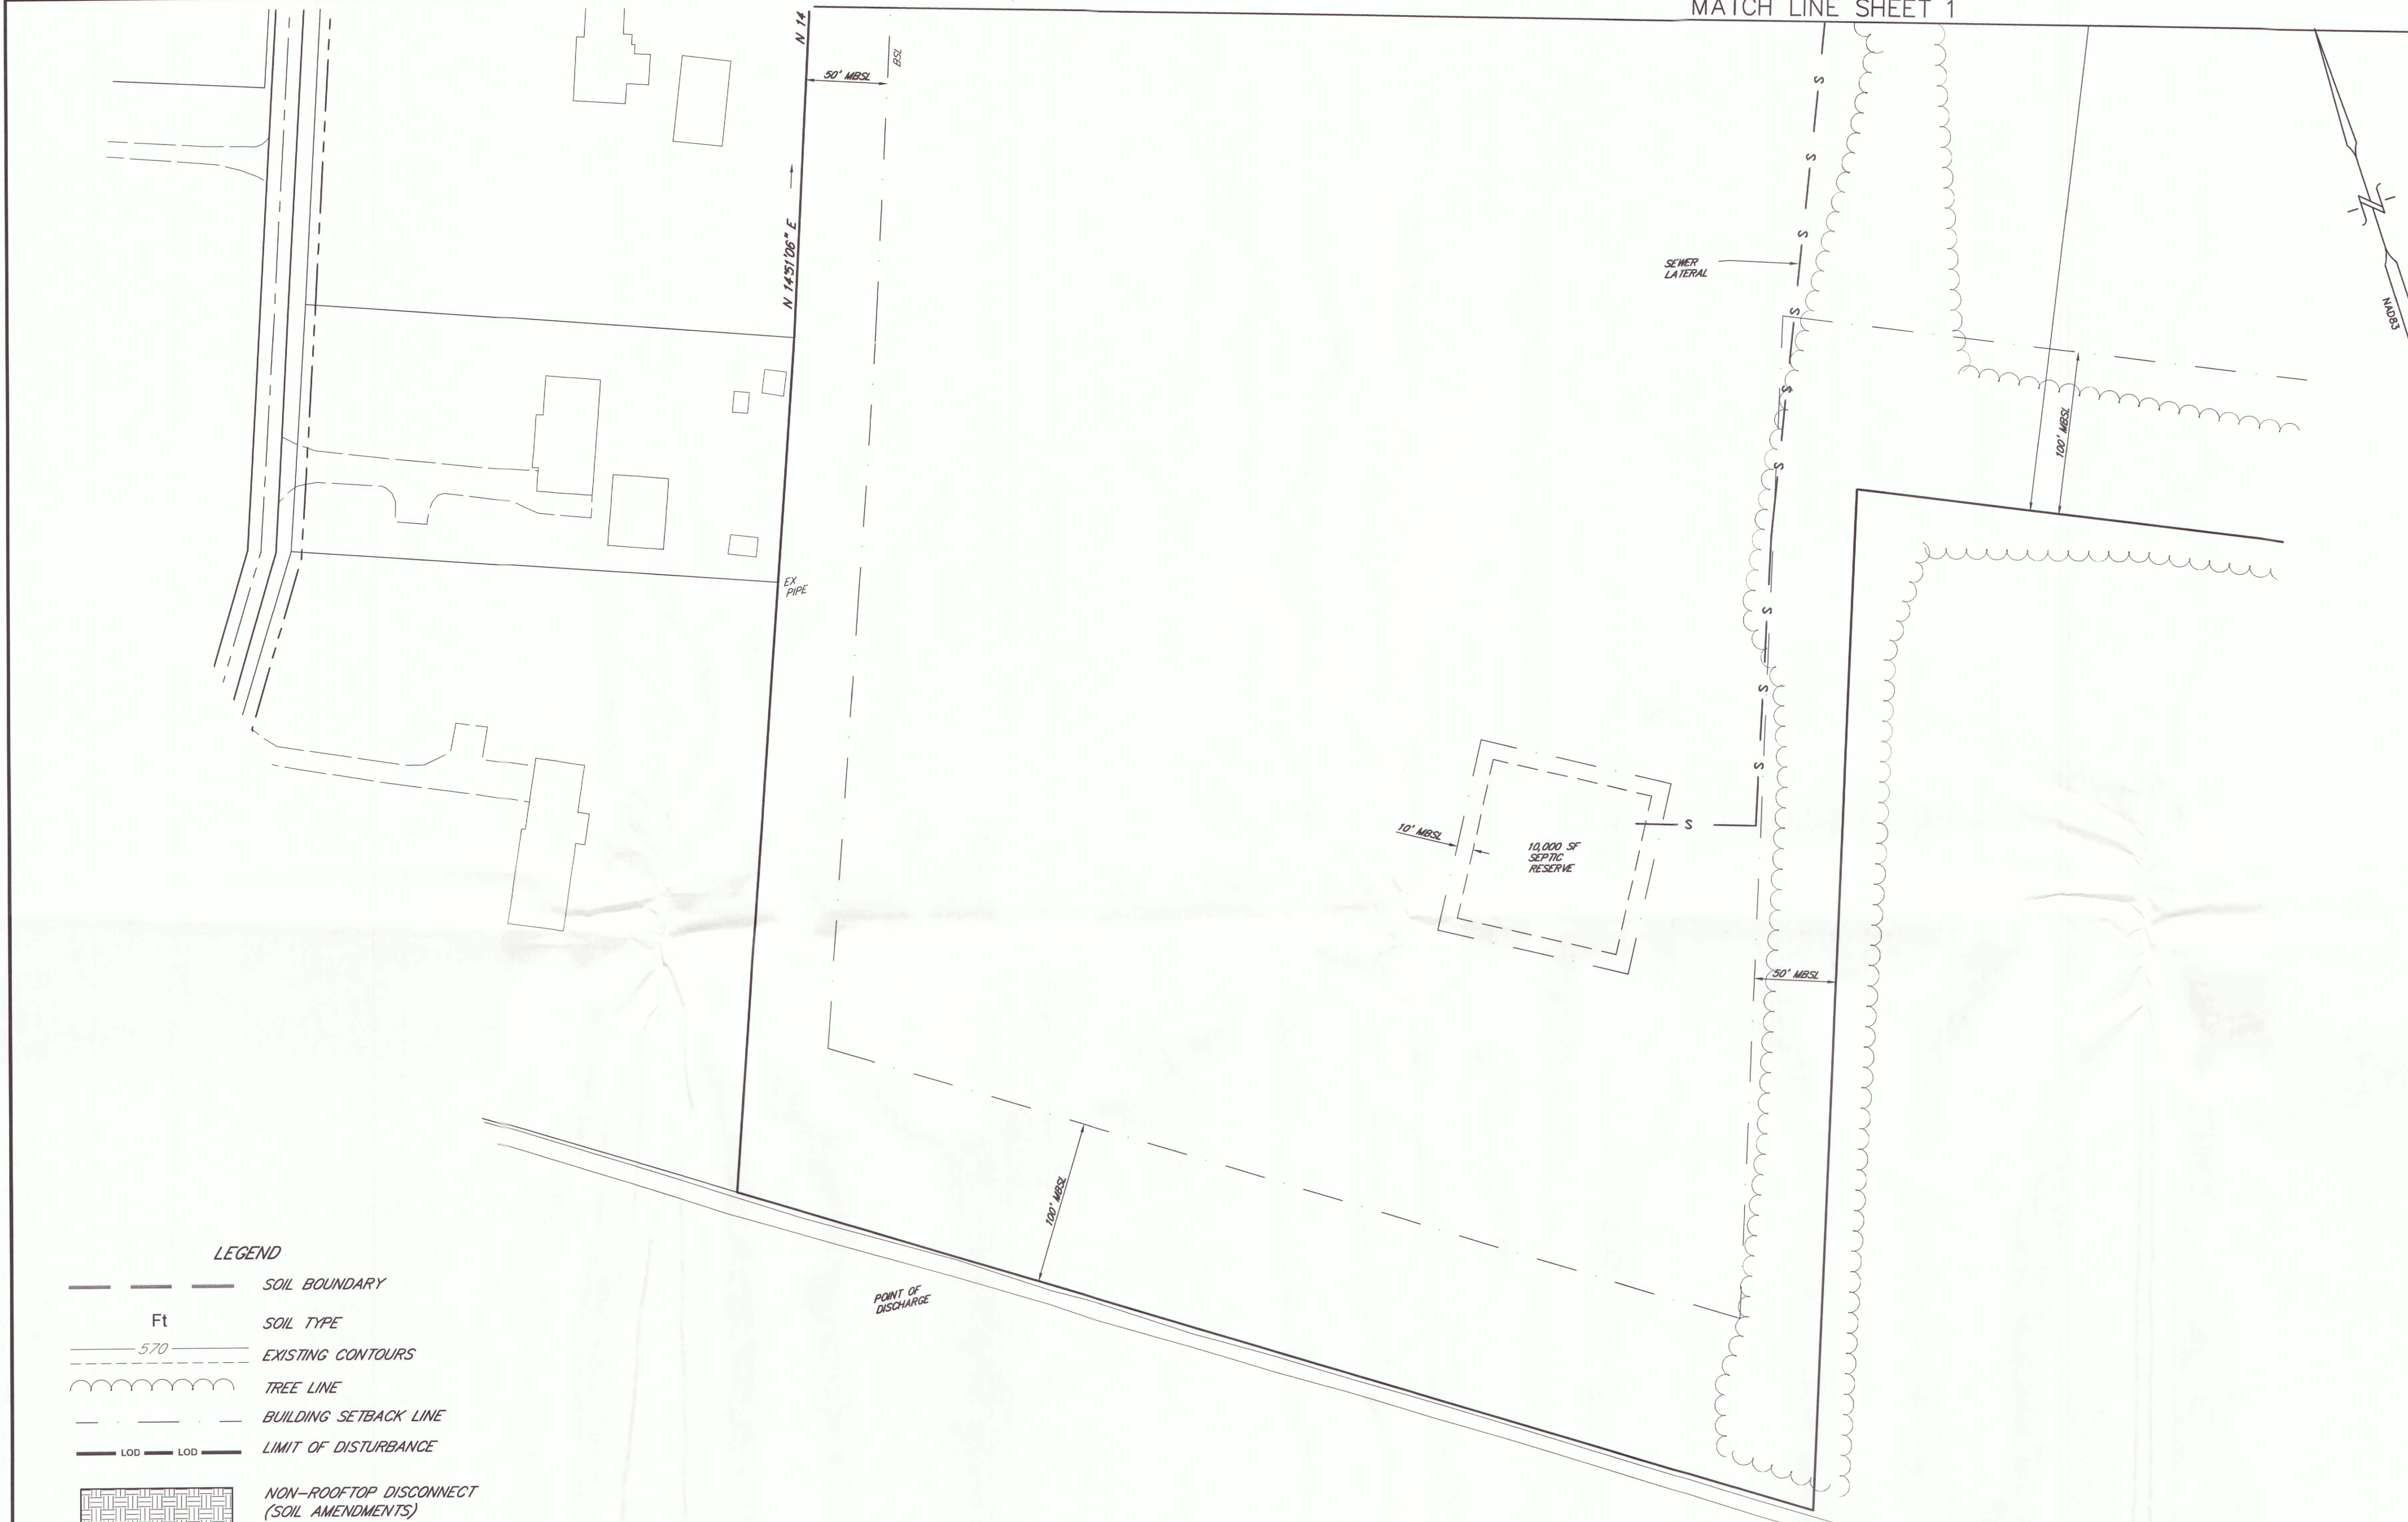 MATCH LINE SHEET 1
N 14
50' MBSL
BSL
N 14°51'06" E
S
S
S
SEWER
LATERAL
S
NAD83
S
100' MBSL
S
EX
PIPE
S
S
S
S
10' MBSL
10,000 SF
SEPTIC
RESERVE
50' MBSL
100' MBSL
POINT OF
DISCHARGE
LEGEND
SOIL BOUNDARY
Ft SOIL TYPE
570 EXISTING CONTOURS
TREE LINE
BUILDING SETBACK LINE
LOD LOD LIMIT OF DISTURBANCE
NON-ROOFTOP DISCONNECT
(SOIL AMENDMENTS)